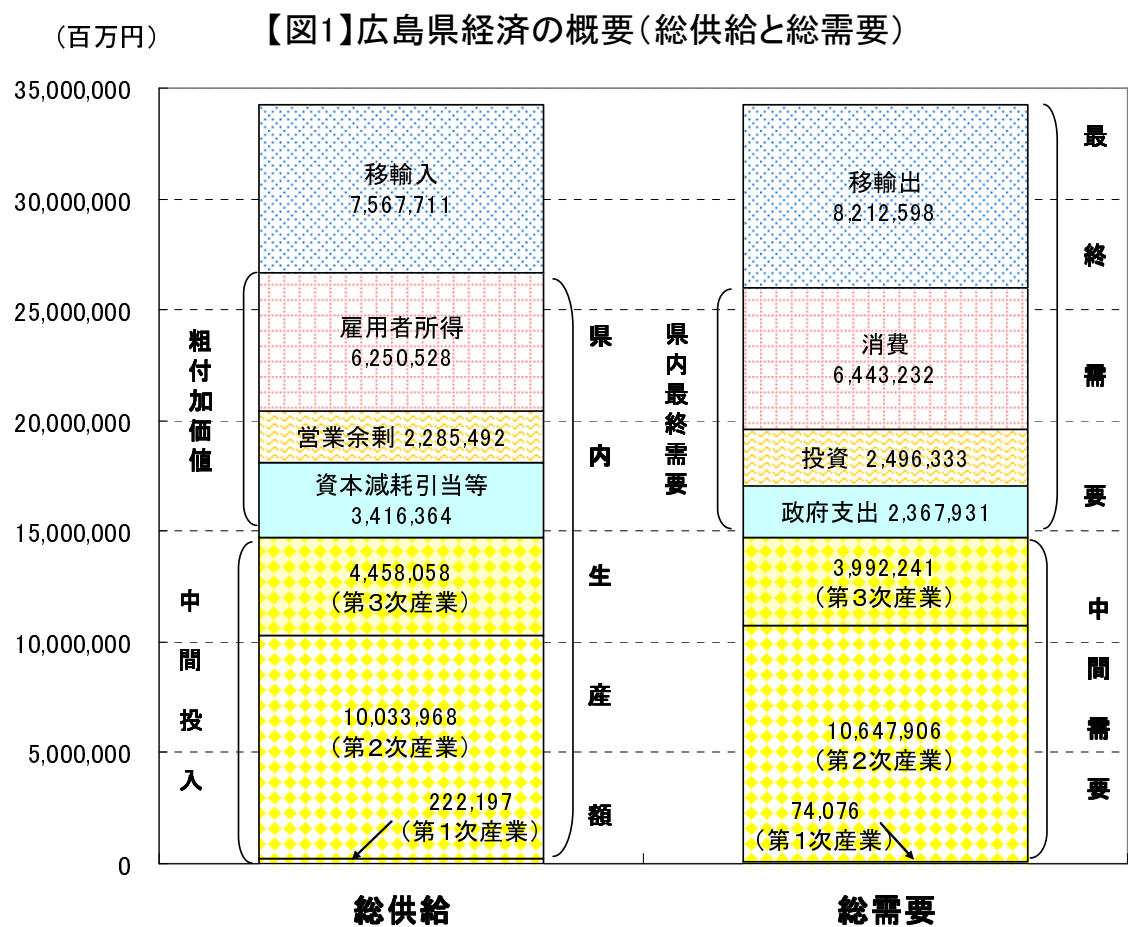 (百万円)
【図1】広島県経済の概要(総供給と総需要)
35,000,000
30,000,000
25,000,000
20,000,000
15,000,000
10,000,000
5,000,000
0
粗付加価値
中間投入
移輸入
7,567,711
雇用者所得
6,250,528
営業余剰 2,285,492
資本減耗引当等
3,416,364
4,458,058
(第3次産業)
10,033,968
(第2次産業)
222,197
(第1次産業)
県内生産額
総供給
県内最終需要
移輸出
8,212,598
消費
6,443,232
投資 2,496,333
政府支出 2,367,931
3,992,241
(第3次産業)
10,647,906
(第2次産業)
74,076
(第1次産業)
最終需要
中間需要
総需要